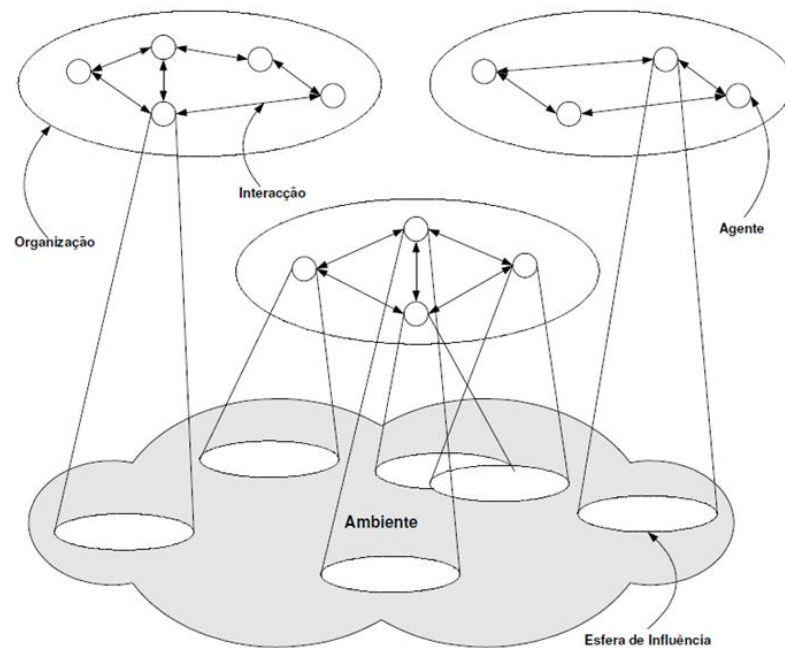 Interacção
Organização
Agente
Ambiente
Esfera de Influência